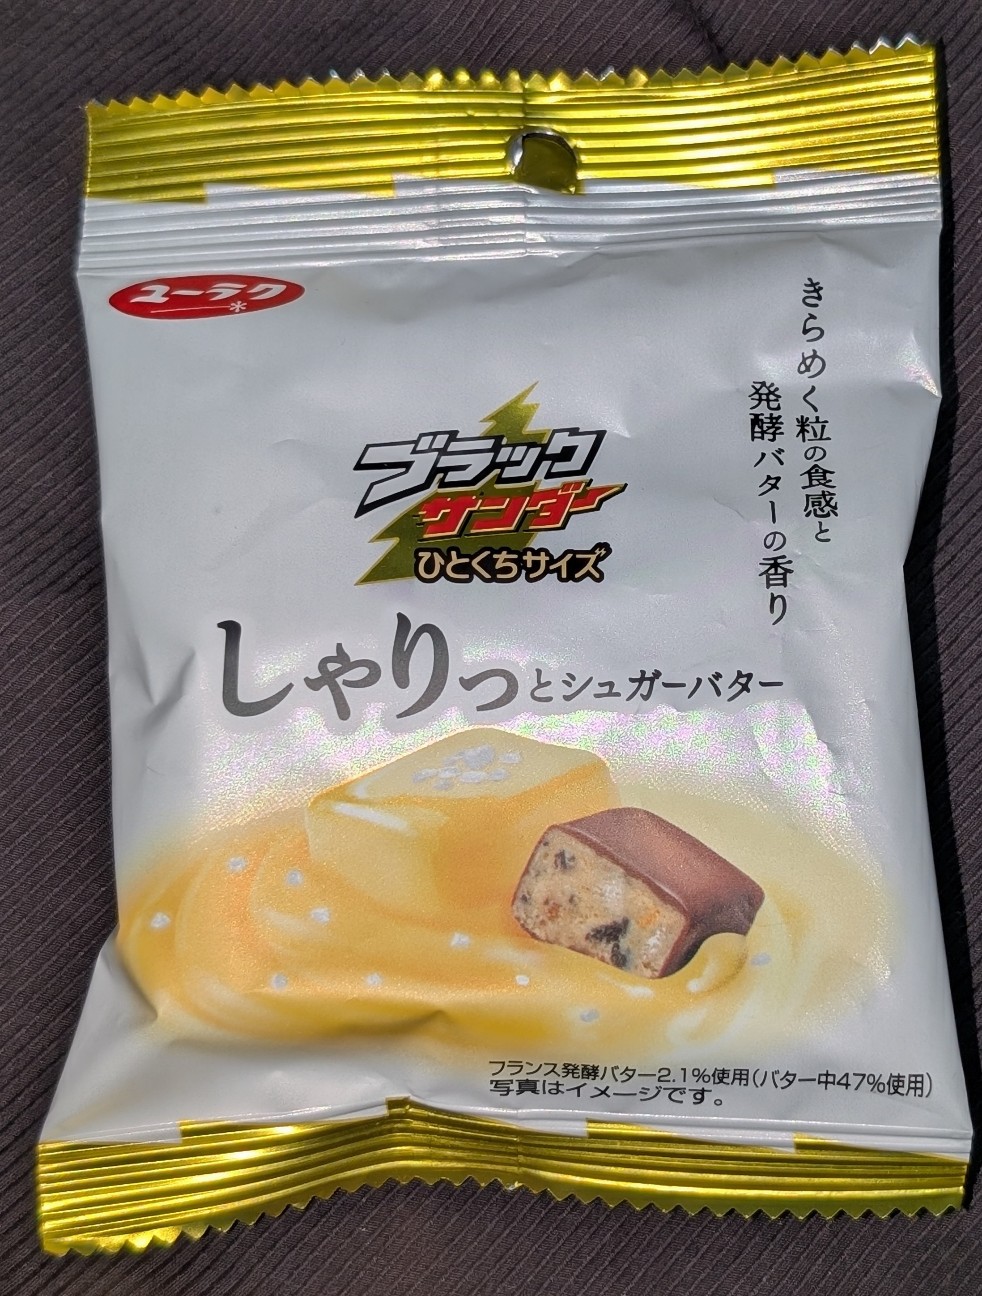 ユーラク
きらめく粒の食感と
発酵バターの香り
ブラック
サンダー
ひとくちサイズ
しゃりっとシュガーバター
フランス発酵バター2.1%使用(バター中47%使用)
写真はイメージです。